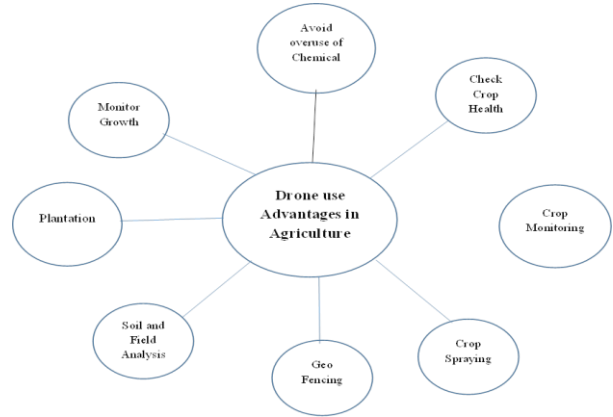 Avoid
overuse of
Chemical
Check
Crop
Health
Monitor
Growth
Drone use
Advantages in
Agriculture
Plantation
Crop
Monitoring
Soil and
Field
Analysis
Geo
Fencing
Crop
Spraying